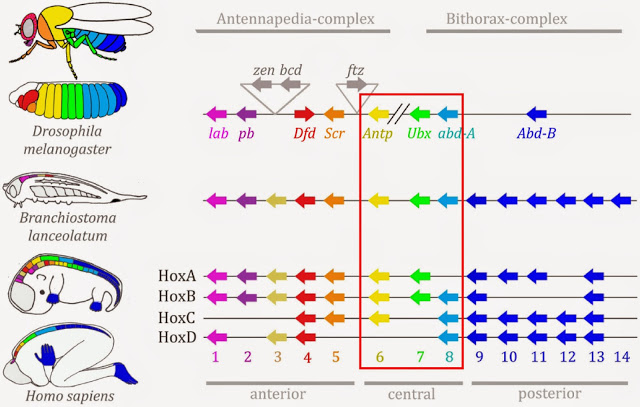 Antennapedia-complex Bithorax-complex
zen bcd ftz
lab pb Dfd Scr Antp Ubx abd-A Abd-B
Drosophila
melanogaster
Branchiostoma
lanceolatum
HoxA
HoxB
HoxC
HoxD
1 2 3 4 5 6 7 8 9 10 11 12 13 14
anterior central posterior
Homo sapiens